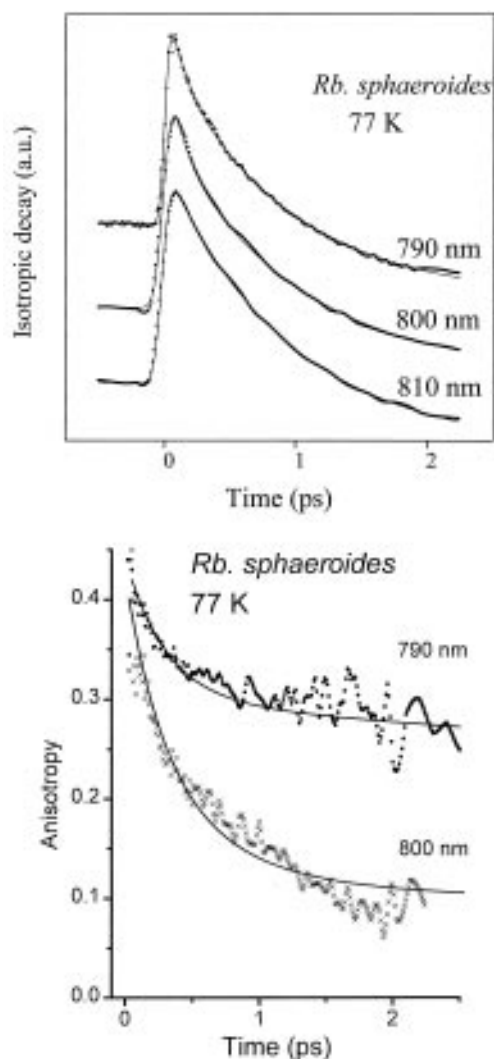 Rb. sphaeroides
77 K
Isotropic decay (a.u.)
790 nm
800 nm
810 nm
0
1
2
Time (ps)
Rb. sphaeroides
77 K
0.4
790 nm
0.3
Anisotropy
0.2
800 nm
0.1
0.0
0
1
2
Time (ps)